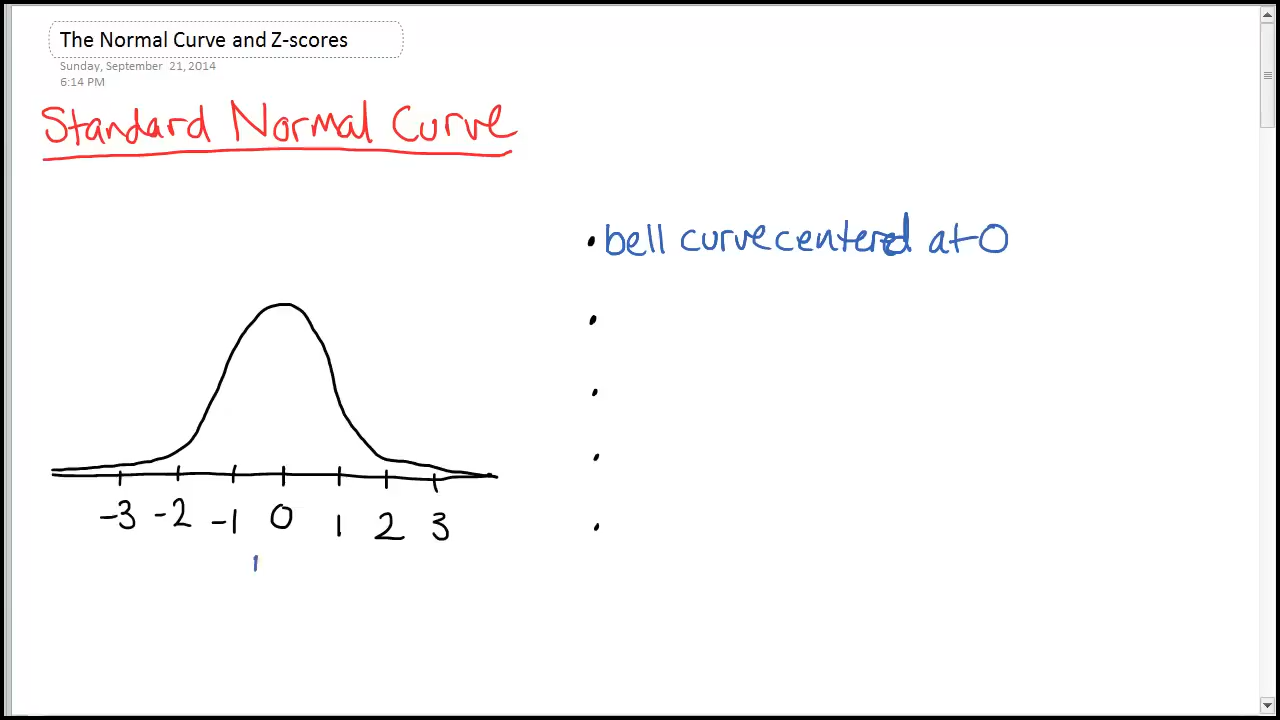 The Normal Curve and Z-scores
Sunday, September 21, 2014
6:14 PM
Standard Normal Curve
• bell curve centered at 0
•
•
•
•
-3 -2 -1 0 1 2 3